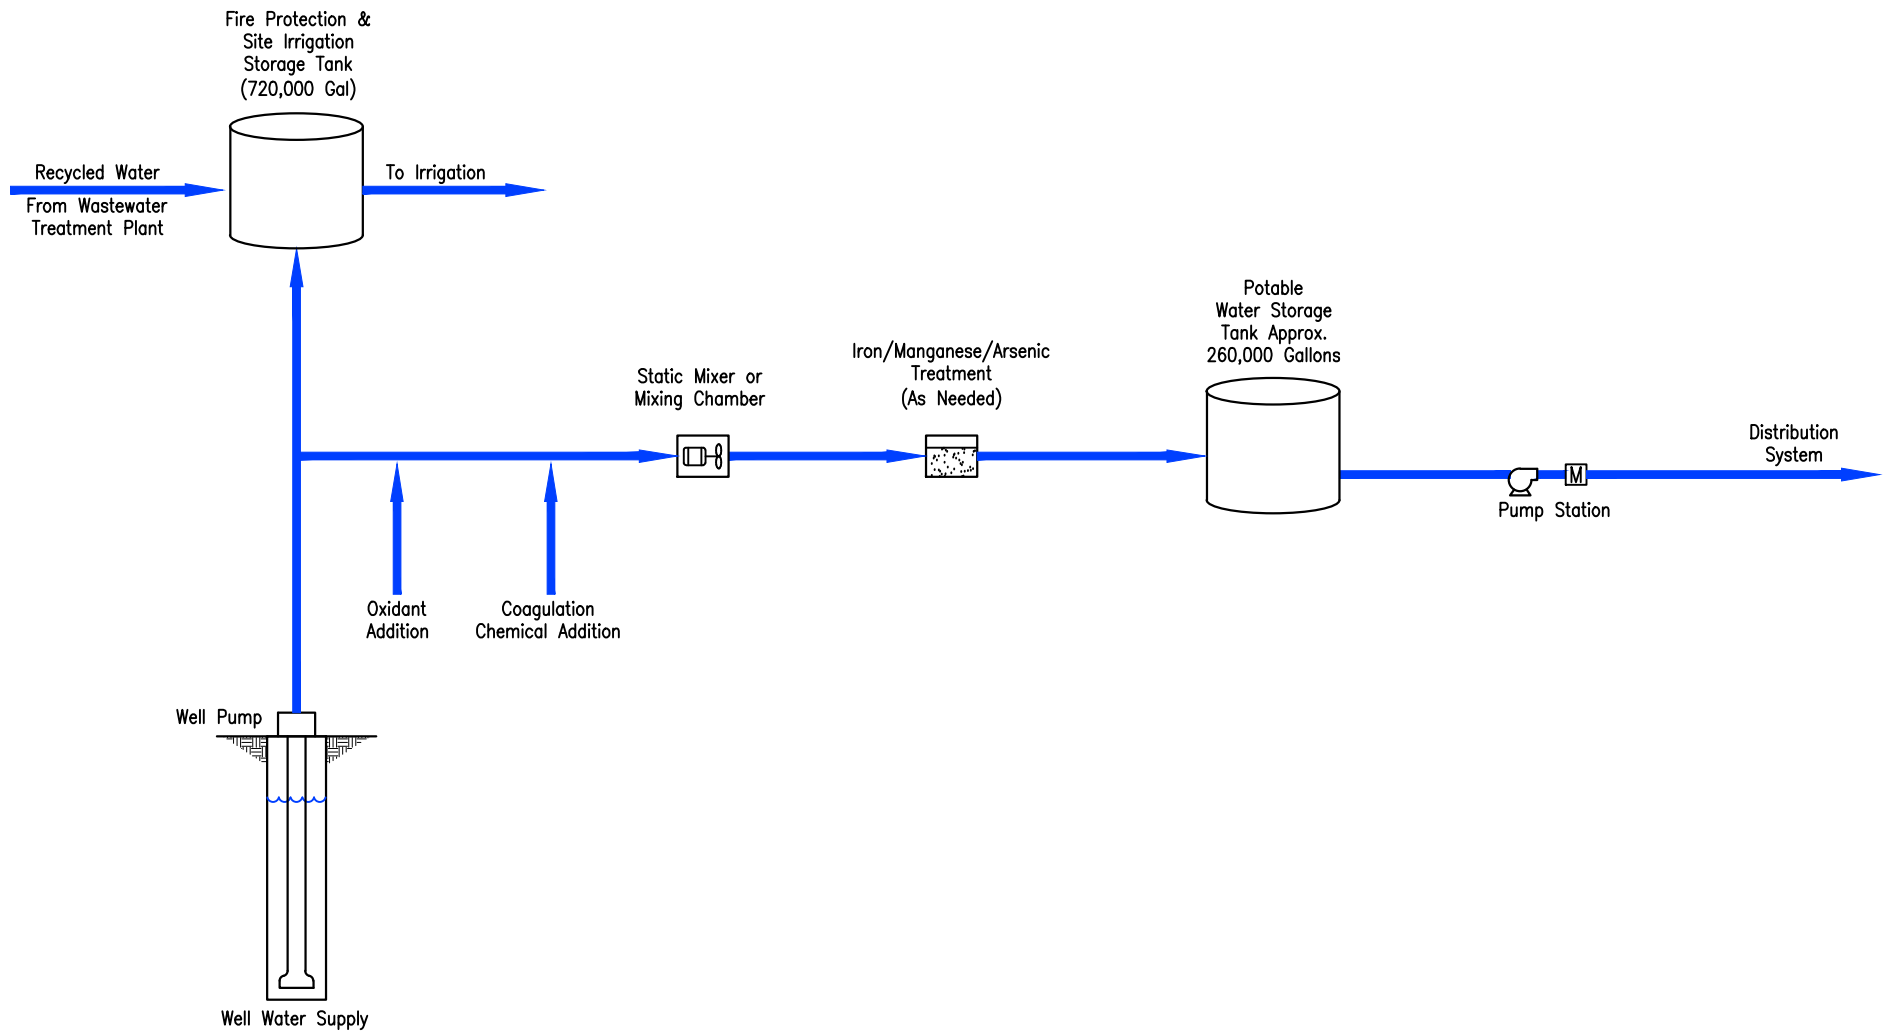 Fire Protection &
Site Irrigation
Storage Tank
(720,000 Gal)
Recycled Water
From Wastewater
Treatment Plant
To Irrigation
Potable
Water Storage
Tank Approx.
260,000 Gallons
Iron/Manganese/Arsenic
Treatment
(As Needed)
Static Mixer or
Mixing Chamber
Distribution
System
M
Pump Station
Oxidant
Addition
Coagulation
Chemical Addition
Well Pump
Well Water Supply